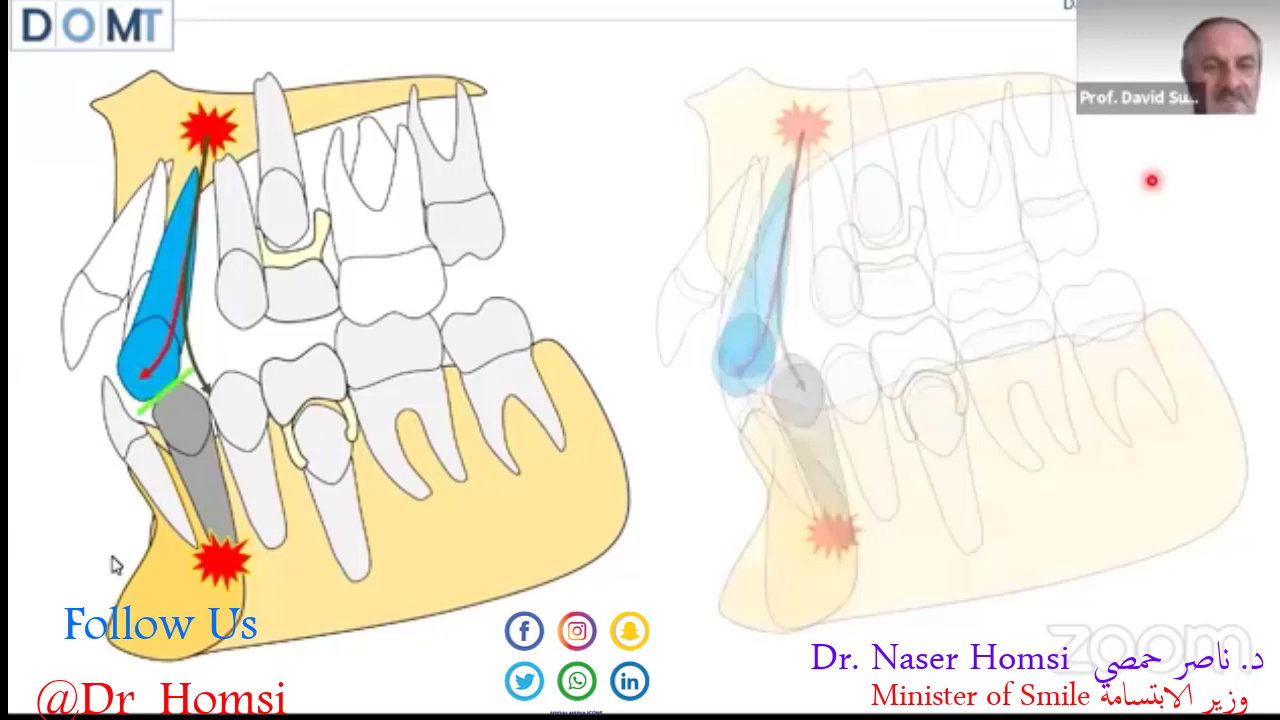 DOMT
Prof. David Su...
Follow Us
@Dr_Homsi
zoom
Dr. Naser Homsi د. ناصر حمصي
Minister of Smile وزير الابتسامة